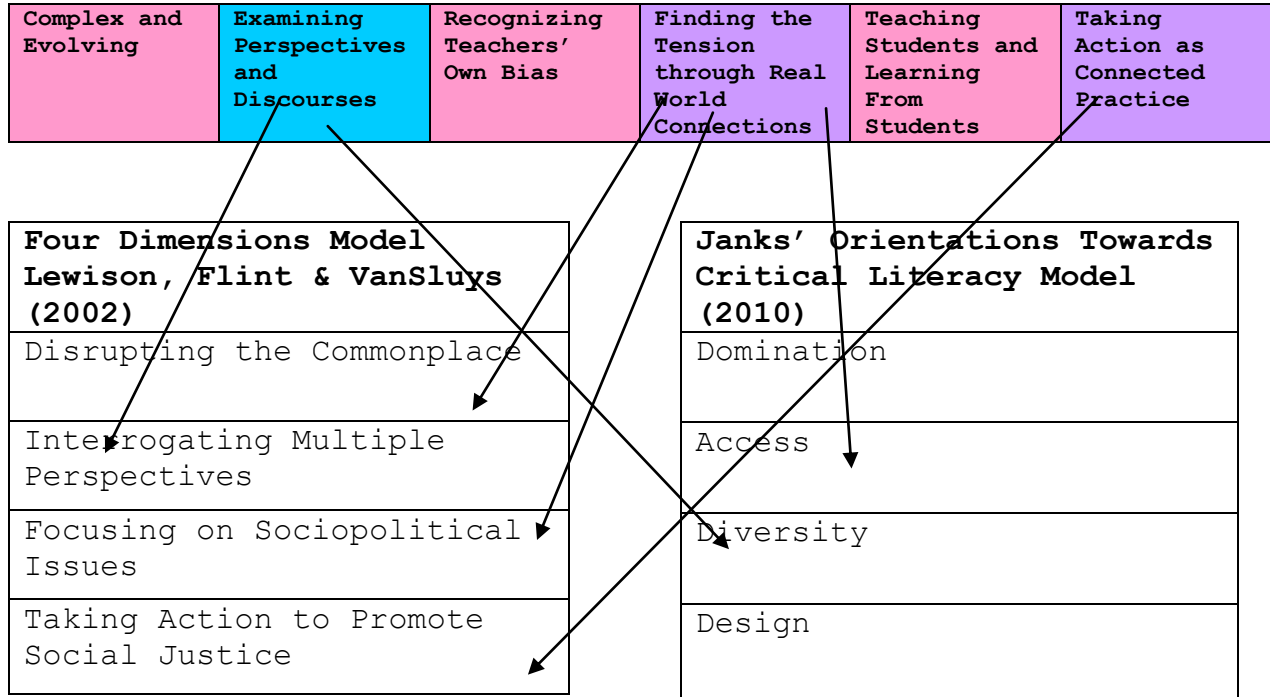 Complex and
Evolving
Examining
Perspectives
and
Discourses
Recognizing
Teachers’
Own Bias
Finding the
Tension
through Real
World
Connections
Teaching
Students and
Learning
From
Students
Taking
Action as
Connected
Practice
Four Dimensions Model
Lewison, Flint & VanSluys
(2002)
Disrupting the Commonplace
Interrogating Multiple
Perspectives
Focusing on Sociopolitical
Issues
Taking Action to Promote
Social Justice
Janks’ Orientations Towards
Critical Literacy Model
(2010)
Domination
Access
Diversity
Design